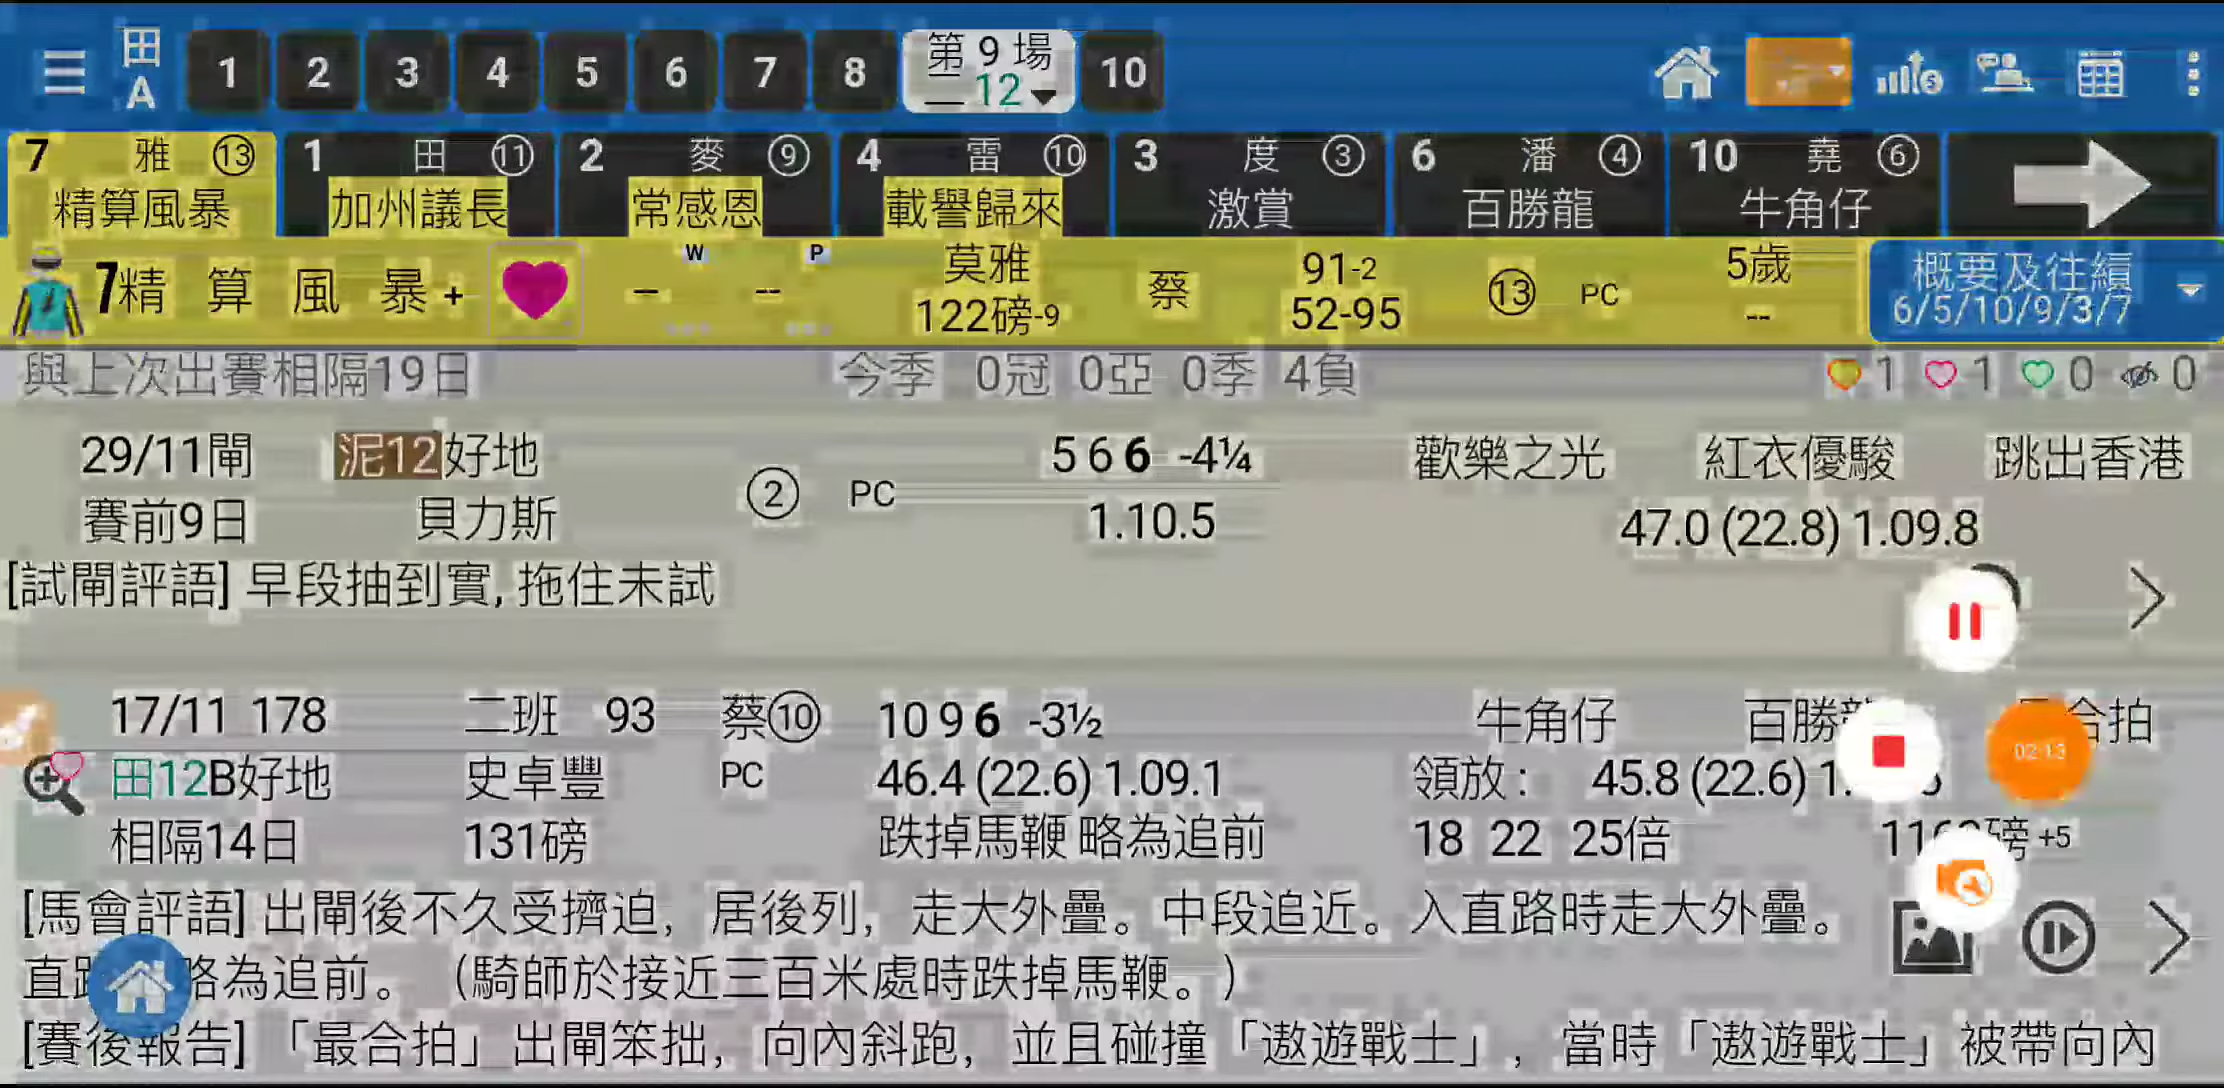 田
A
1 2 3 4 5 6 7 8 第 9 場 10
二 12
7 雅 ⑬ 1 田 ⑪ 2 麥 ⑨ 4 雷 ⑩ 3 度 ③ 6 潘 ④ 10 堯 ⑥
精算風暴 加州議長 常感恩 載譽歸來 激賞 百勝龍 牛角仔
7 精算風暴+ W -- P -- 莫雅 蔡 91-2 ⑬ PC 5歲 概要及往績
122磅-9 52-95 -- 6/5/10/9/3/7
與上次出賽相隔19日 今季 0冠 0亞 0季 4負 1 1 0 0
29/11閘 泥12好地 ② PC 5 6 6 -4¼ 歡樂之光 紅衣優駿 跳出香港
賽前9日 貝力斯 1.10.5 47.0 (22.8) 1.09.8
[試閘評語] 早段抽到實, 拖住未試
17/11 178 二班 93 蔡⑩ 10 9 6 -3½ 牛角仔 百勝 合拍
田12B好地 史卓豐 PC 46.4 (22.6) 1.09.1 領放 : 45.8 (22.6) 1.
相隔14日 131磅 跌掉馬鞭 略為追前 18 22 25倍 磅 +5
[馬會評語] 出閘後不久受擠迫，居後列，走大外疊。中段追近。入直路時走大外疊。
直 略為追前。（騎師於接近三百米處時跌掉馬鞭。）
[賽後報告] 「最合拍」出閘笨拙，向內斜跑，並且碰撞「遨遊戰士」，當時「遨遊戰士」被帶向內
02:13